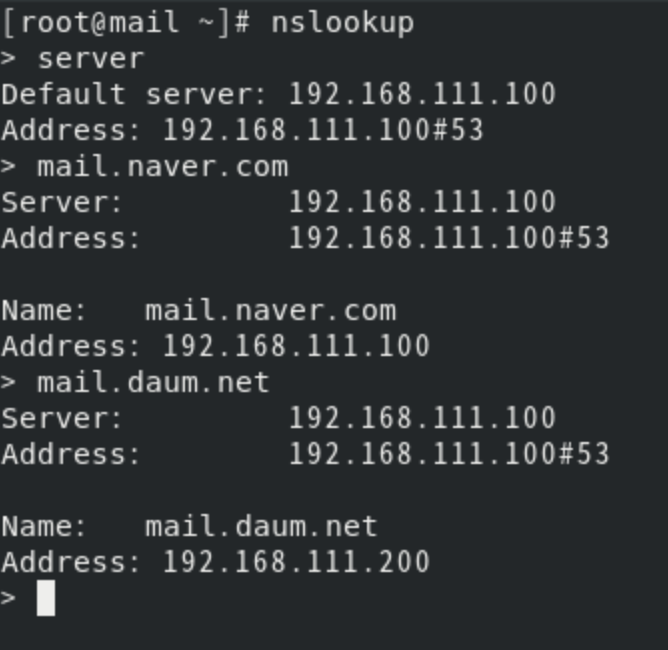 [root@mail ~]# nslookup
> server
Default server: 192.168.111.100
Address: 192.168.111.100#53
> mail.naver.com
Server:         192.168.111.100
Address:        192.168.111.100#53

Name:   mail.naver.com
Address: 192.168.111.100
> mail.daum.net
Server:         192.168.111.100
Address:        192.168.111.100#53

Name:   mail.daum.net
Address: 192.168.111.200
>